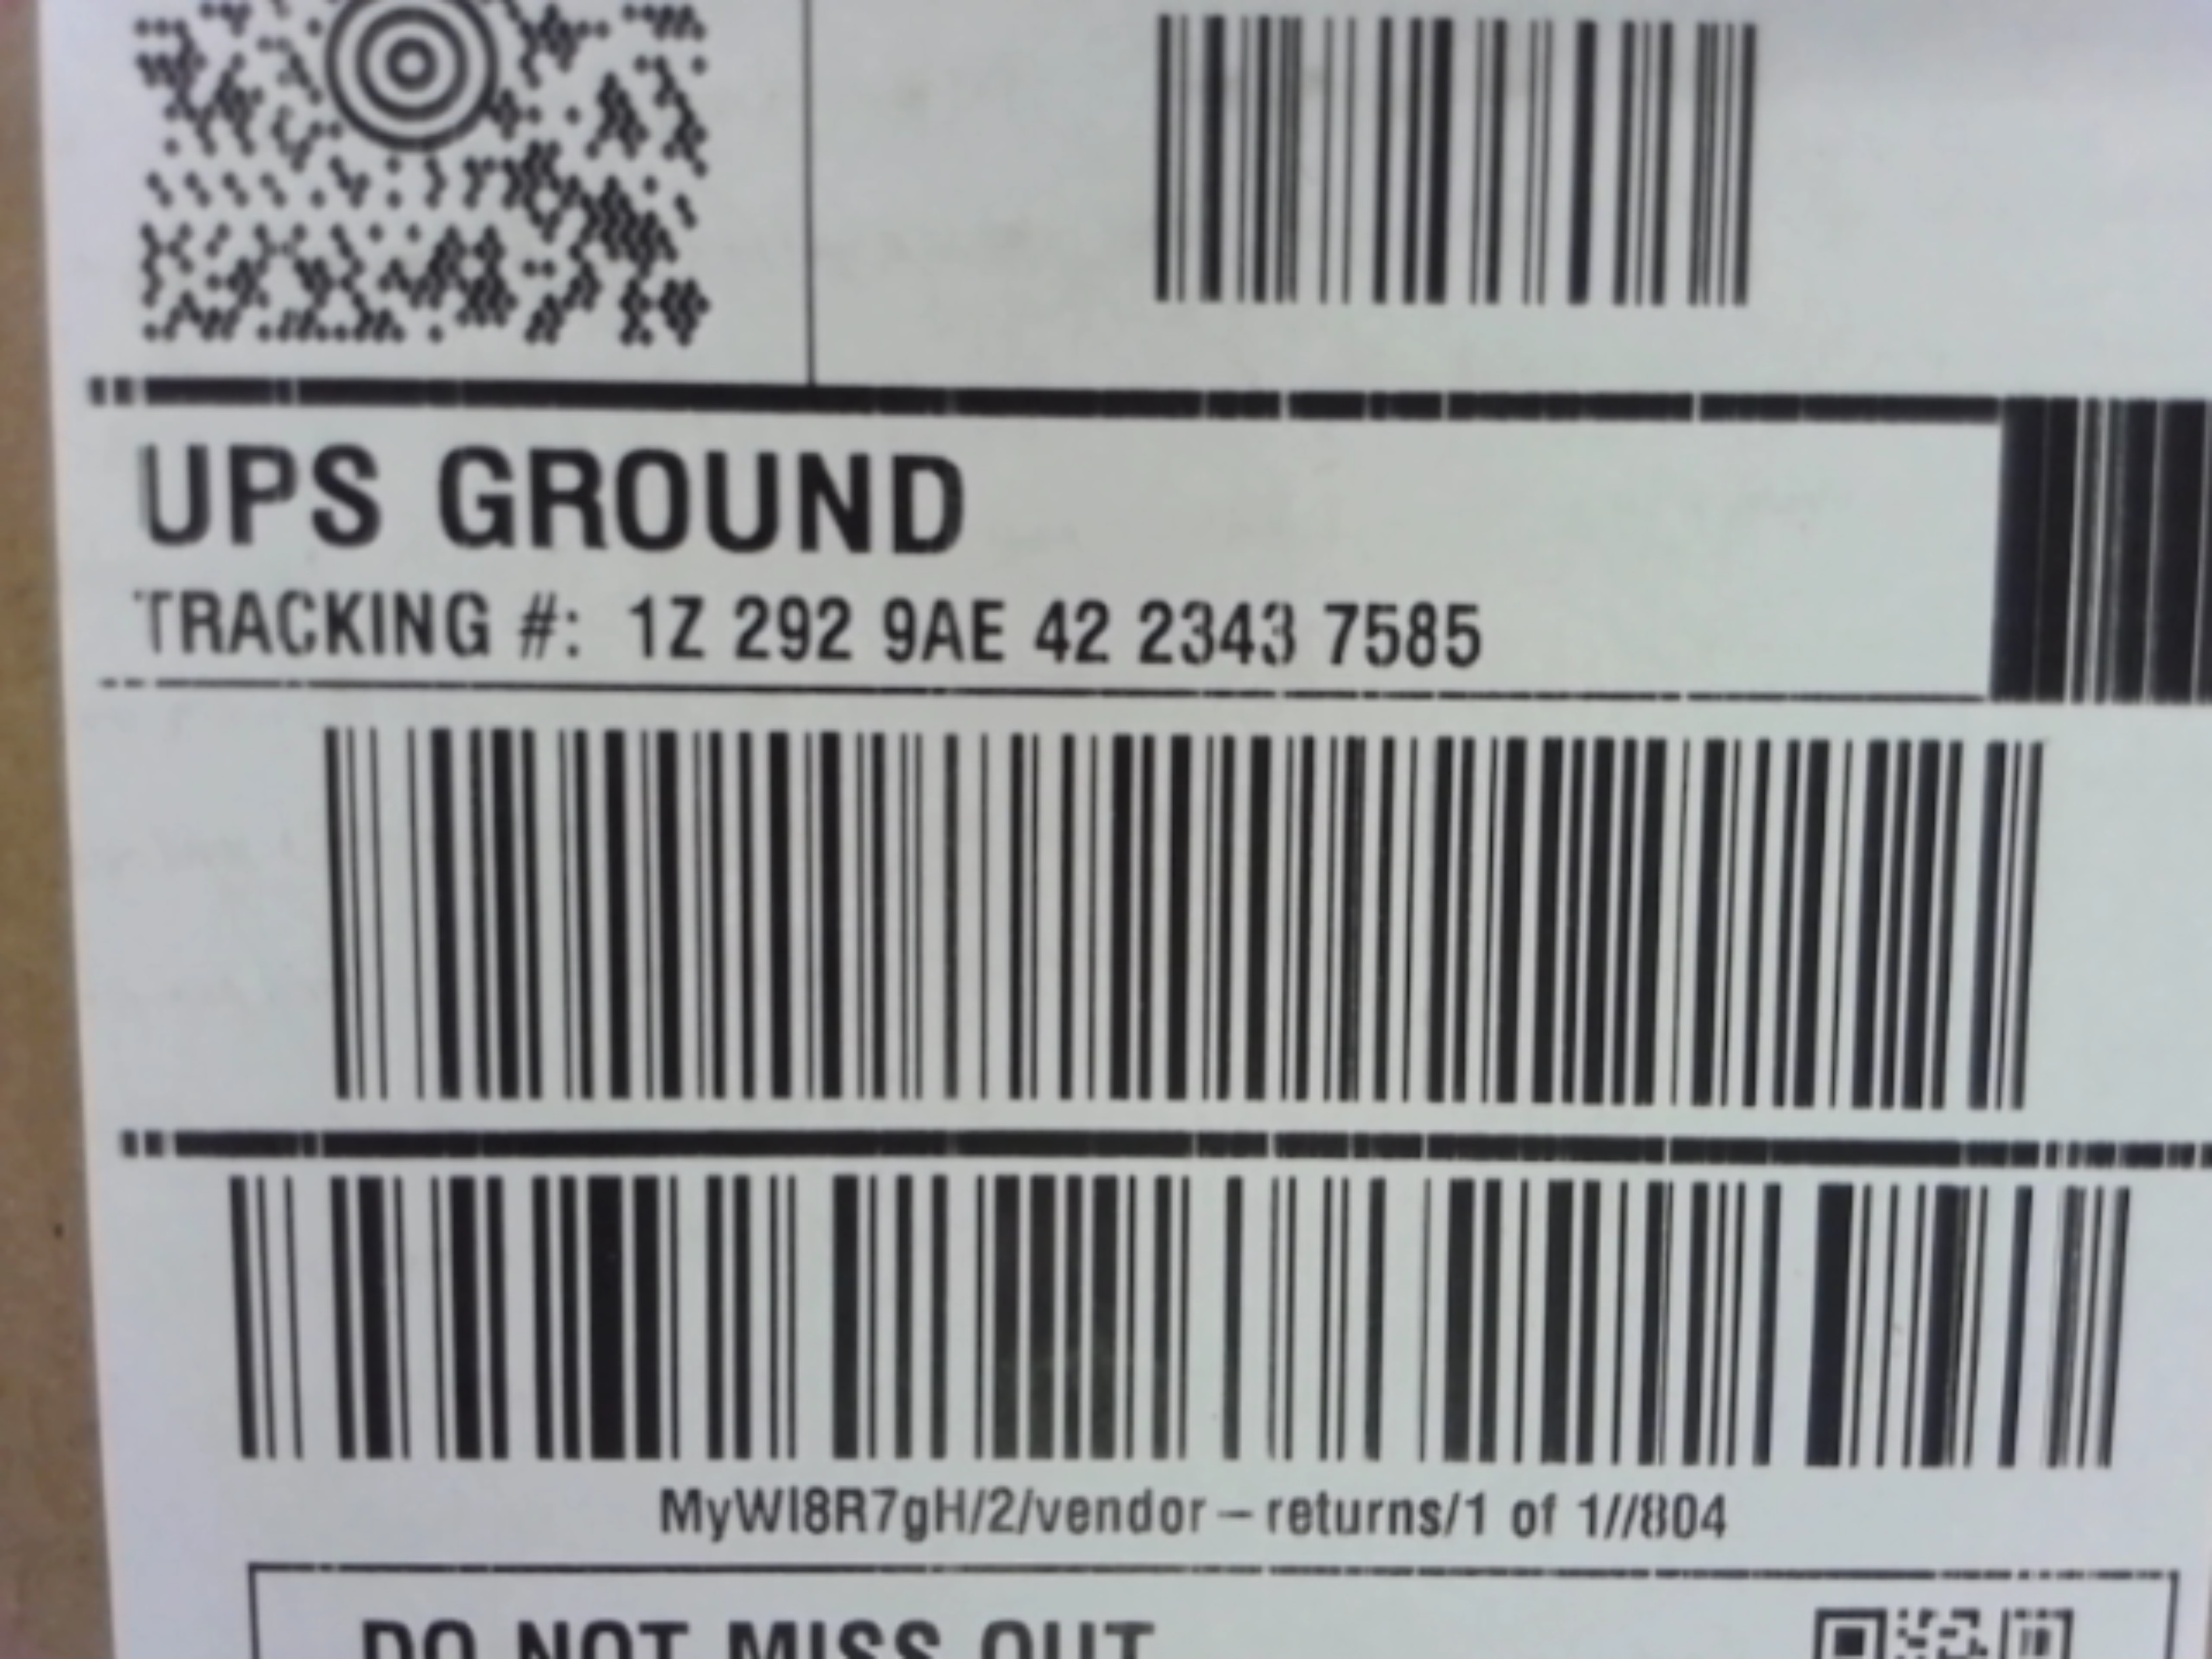 UPS GROUND
TRACKING #: 1Z 292 9AE 42 2343 7585
MyWI8R7gH/2/vendor – returns/1 of 1//804
DO NOT MISS OUT